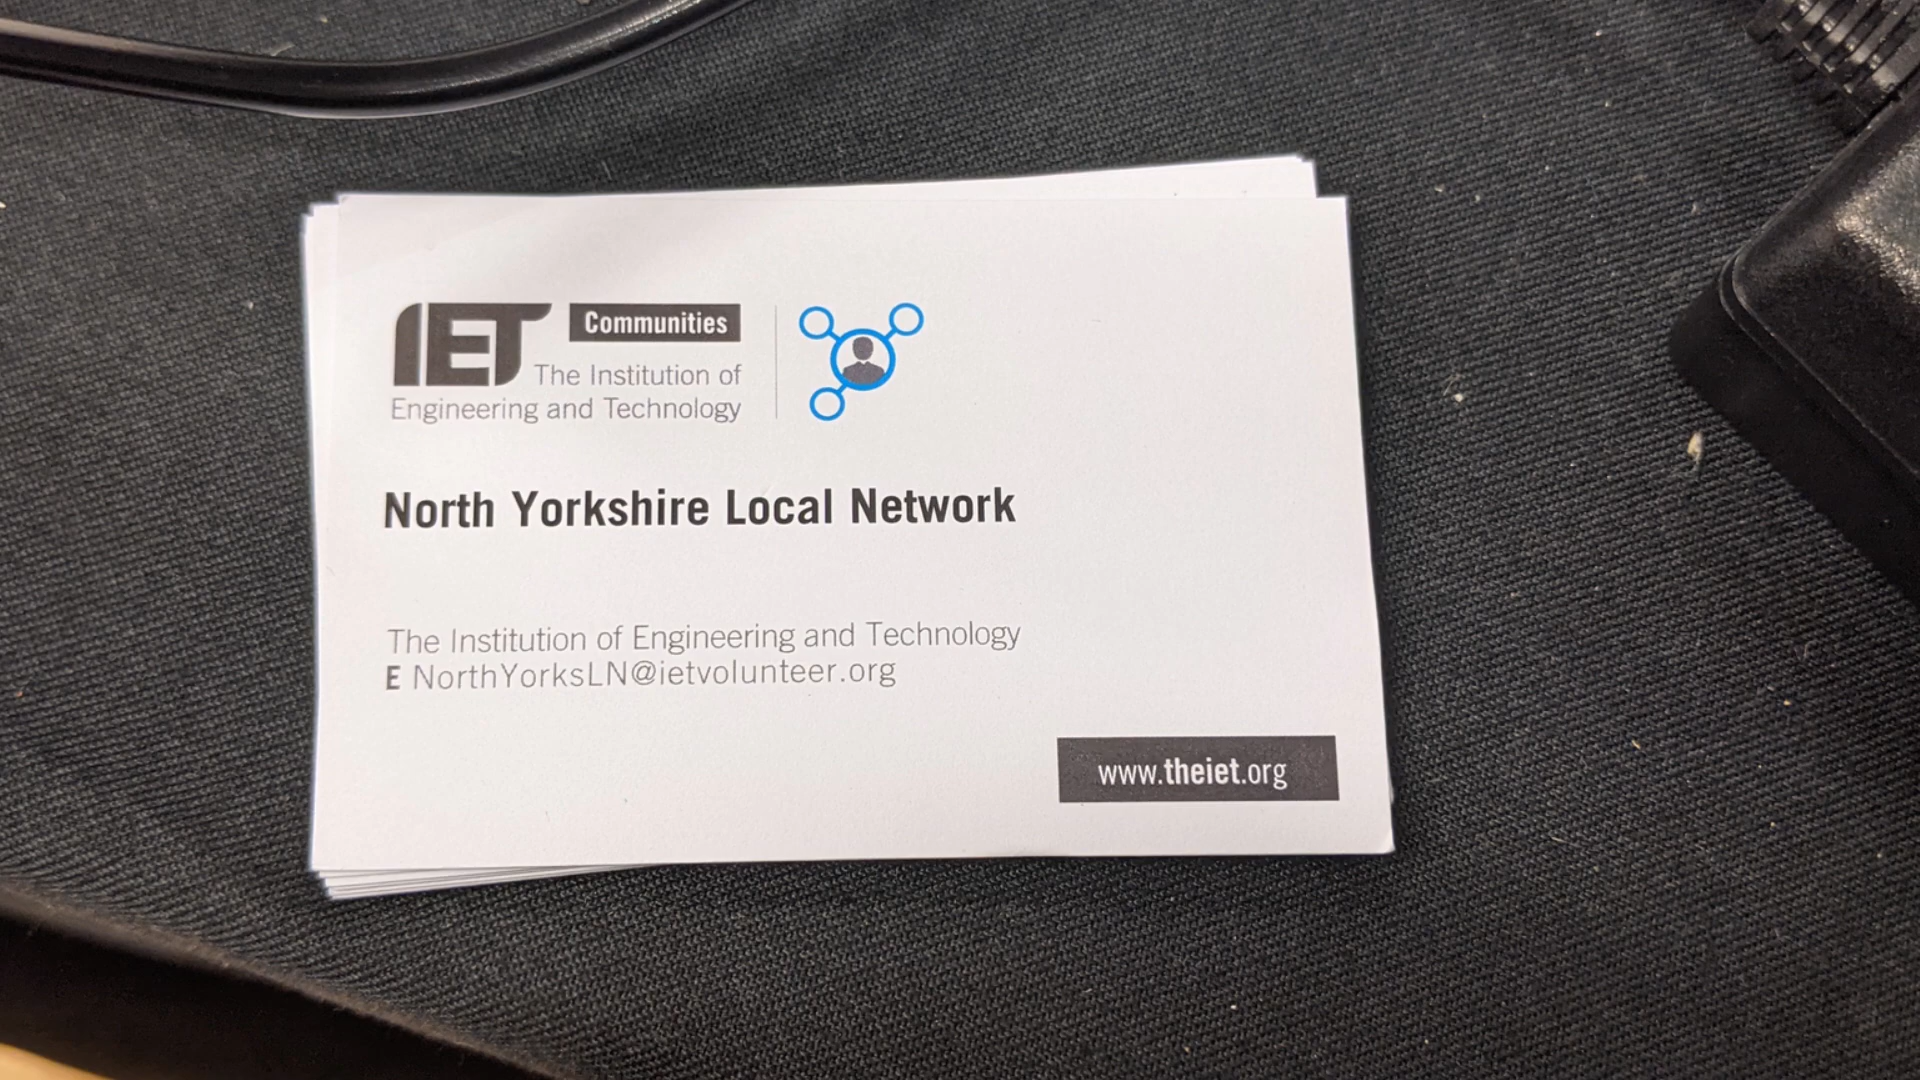 IET Communities
The Institution of
Engineering and Technology
North Yorkshire Local Network
The Institution of Engineering and Technology
E NorthYorksLN@ietvolunteer.org
www.theiet.org